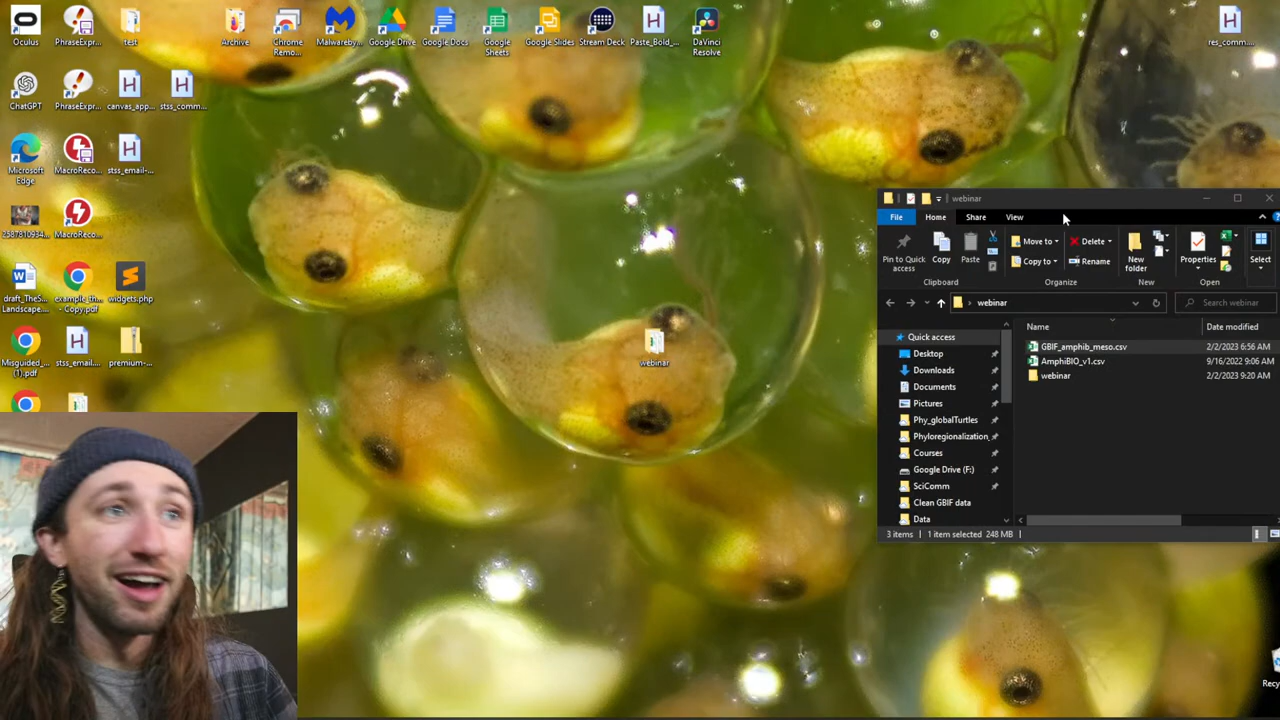 Oculus
PhraseExpr...
test
Archive
Chrome
Remo...
Malwareby...
Google Drive
Google Docs
Google
Sheets
Google Slides
Stream Deck
Paste_Bold_...
DaVinci
Resolve
res_comm....
ChatGPT
PhraseExpr...
canvas_app...
stss_comm...
Microsoft
Edge
MacroReco...
stss_email-...
2587810934...
MacroReco...
draft_TheS...
Landscape...
example_th...
- Copy.pdf
widgets.php
Misguided_...
(1).pdf
stss_email....
premium-...
webinar
webinar
File
Home
Share
View
Pin to Quick
access
Copy
Paste
Move to
Copy to
Delete
Rename
New
folder
Properties
Open
Select
Clipboard
Organize
New
Open
webinar
Search webinar
Name
Date modified
Quick access
Desktop
Downloads
Documents
Pictures
Phy_globalTurtles
Phyloregionalization_
Courses
Google Drive (F:)
SciComm
Clean GBIF data
Data
GBIF_amphib_meso.csv
2/2/2023 6:56 AM
AmphiBIO_v1.csv
9/16/2022 9:06 AM
webinar
2/2/2023 9:20 AM
3 items
1 item selected 248 MB
Recy